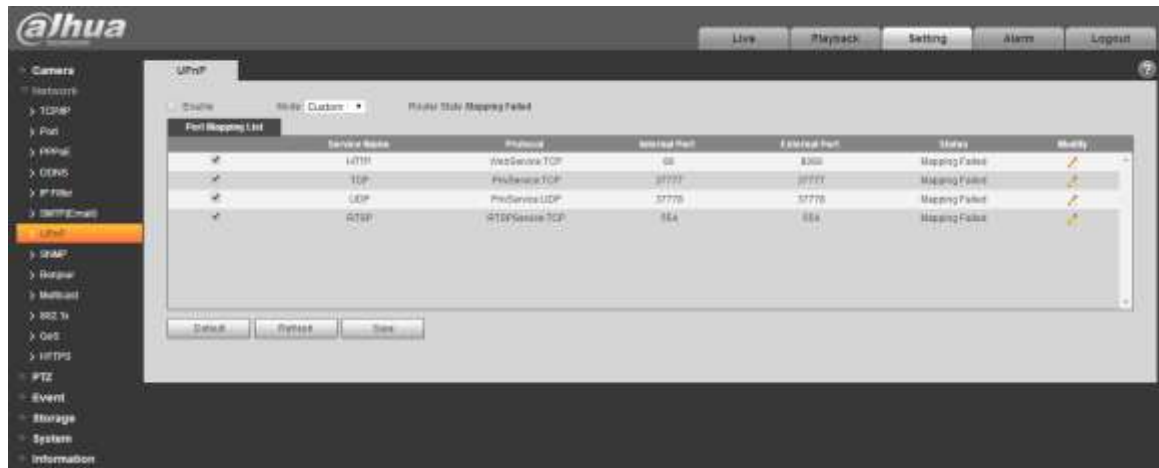 alhua
Live Playback Setting Alarm Logout
Camera
Network
TCP/IP
Port
PPPoE
DDNS
IP Filter
SMTP(Email)
UPnP
SNMP
Bonjour
Multicast
802.1x
QoS
HTTPS
PTZ
Event
Storage
System
Information
UPnP
Enable Mode Custom Router State Mapping Failed
Port Mapping List
Service Name Protocol Internal Port External Port Status Modify
HTTP WebService:TCP 80 8080 Mapping Failed
TCP PrivService:TCP 37777 37777 Mapping Failed
UDP PrivService:UDP 37778 37778 Mapping Failed
RTSP RTSPService:TCP 554 554 Mapping Failed
Default Refresh Save